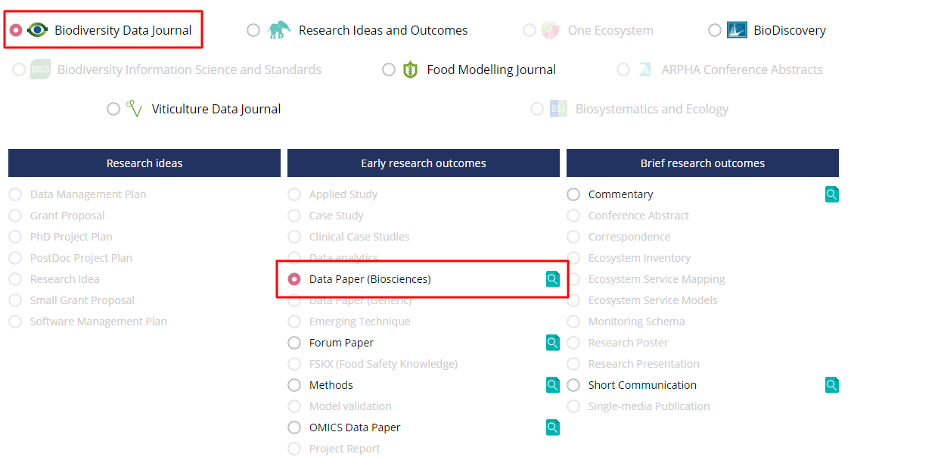 Biodiversity Data Journal Research Ideas and Outcomes One Ecosystem BioDiscovery
BISS Biodiversity Information Science and Standards Food Modelling Journal ARPHA Conference Abstracts
Viticulture Data Journal Biosystematics and Ecology
Research ideas
Data Management Plan
Grant Proposal
PhD Project Plan
PostDoc Project Plan
Research Idea
Small Grant Proposal
Software Management Plan
Early research outcomes
Applied Study
Case Study
Clinical Case Studies
Data analytics
Data Paper (Biosciences)
Data Paper (Generic)
Emerging Technique
Forum Paper
FSKX (Food Safety Knowledge)
Methods
Model validation
OMICS Data Paper
Project Report
Brief research outcomes
Commentary
Conference Abstract
Correspondence
Ecosystem Inventory
Ecosystem Service Mapping
Ecosystem Service Models
Monitoring Schema
Research Poster
Research Presentation
Short Communication
Single-media Publication